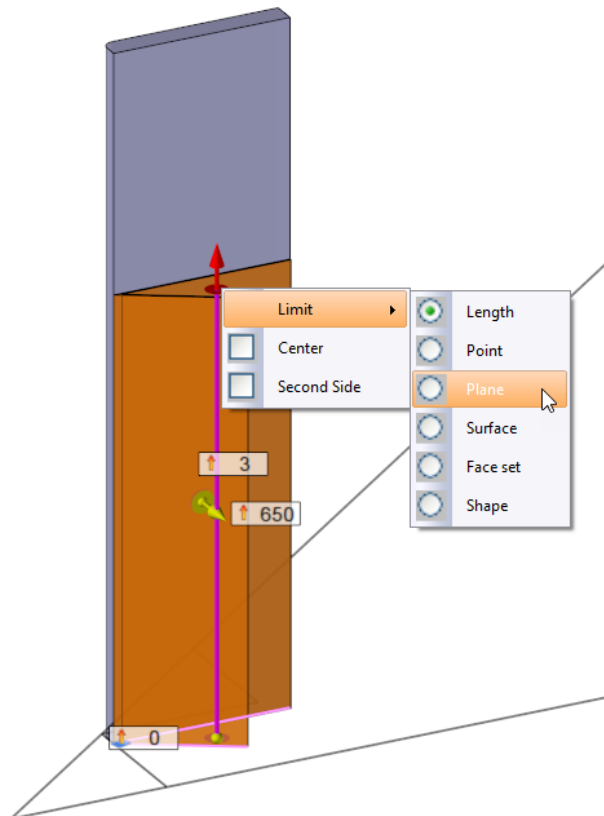 Limit
Length
Center
Point
Second Side
Plane
Surface
Face set
Shape
3
650
0